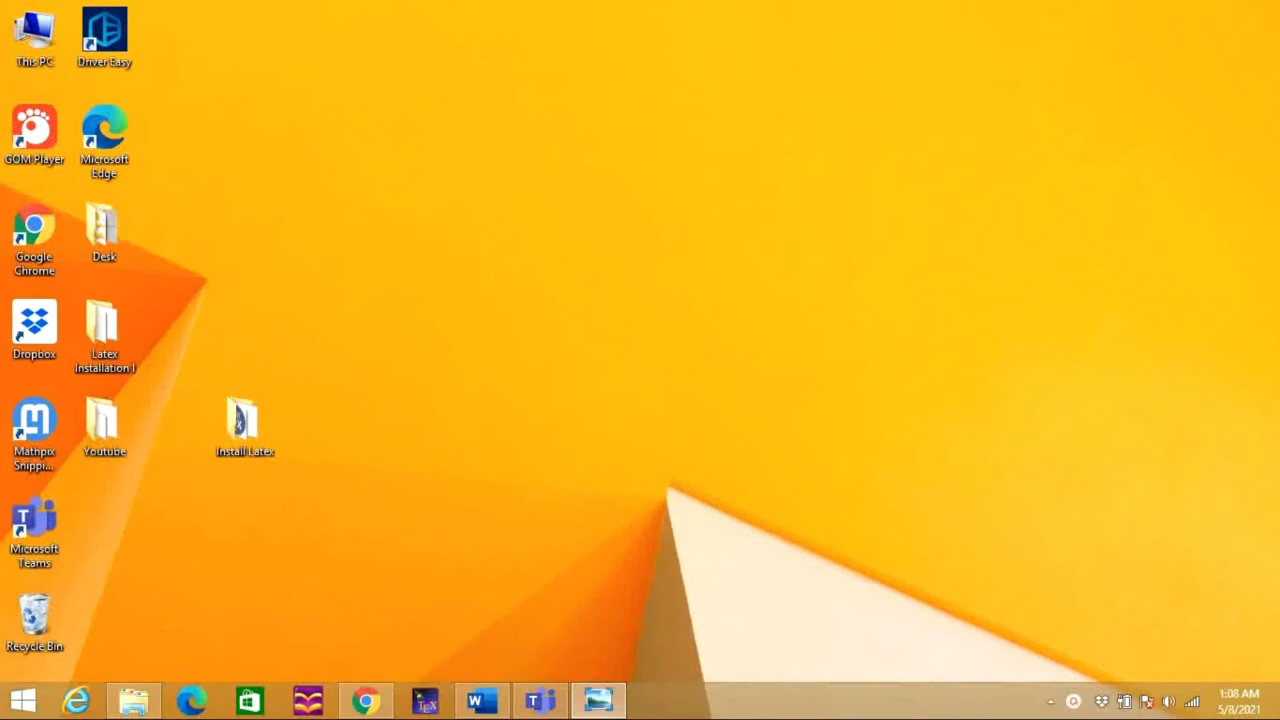 This PC
Driver Easy
GOM Player
Microsoft
Edge
Google
Chrome
Desk
Dropbox
Latex
Installation I
Mathpix
Snippi...
Youtube
Install Latex
Microsoft
Teams
Recycle Bin
1:08 AM
5/8/2021